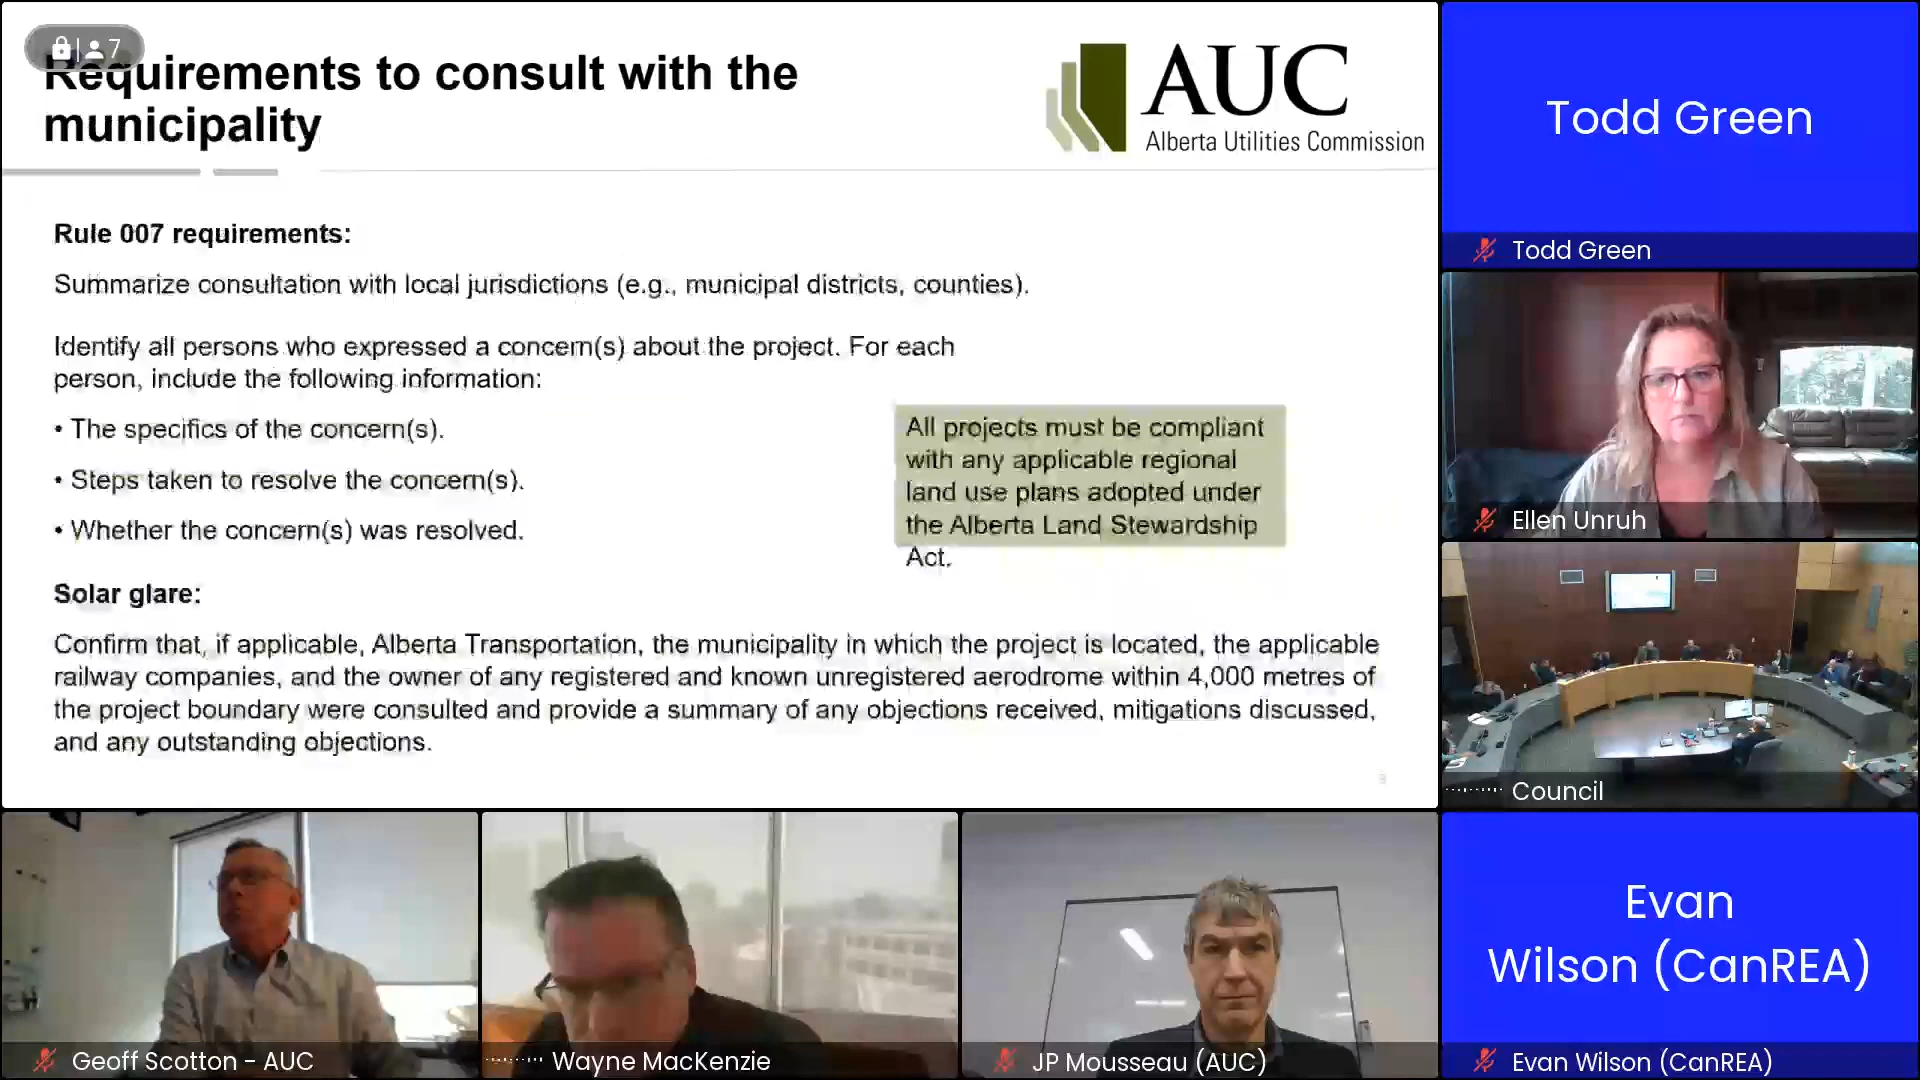 7
Requirements to consult with the
municipality
AUC
Alberta Utilities Commission
Rule 007 requirements:
Summarize consultation with local jurisdictions (e.g., municipal districts, counties).
Identify all persons who expressed a concern(s) about the project. For each
person, include the following information:
• The specifics of the concern(s).
• Steps taken to resolve the concern(s).
• Whether the concern(s) was resolved.
All projects must be compliant
with any applicable regional
land use plans adopted under
the Alberta Land Stewardship
Act.
Solar glare:
Confirm that, if applicable, Alberta Transportation, the municipality in which the project is located, the applicable
railway companies, and the owner of any registered and known unregistered aerodrome within 4,000 metres of
the project boundary were consulted and provide a summary of any objections received, mitigations discussed,
and any outstanding objections.
Todd Green
Todd Green
Ellen Unruh
Council
Geoff Scotton - AUC
Wayne MacKenzie
JP Mousseau (AUC)
Evan
Wilson (CanREA)
Evan Wilson (CanREA)